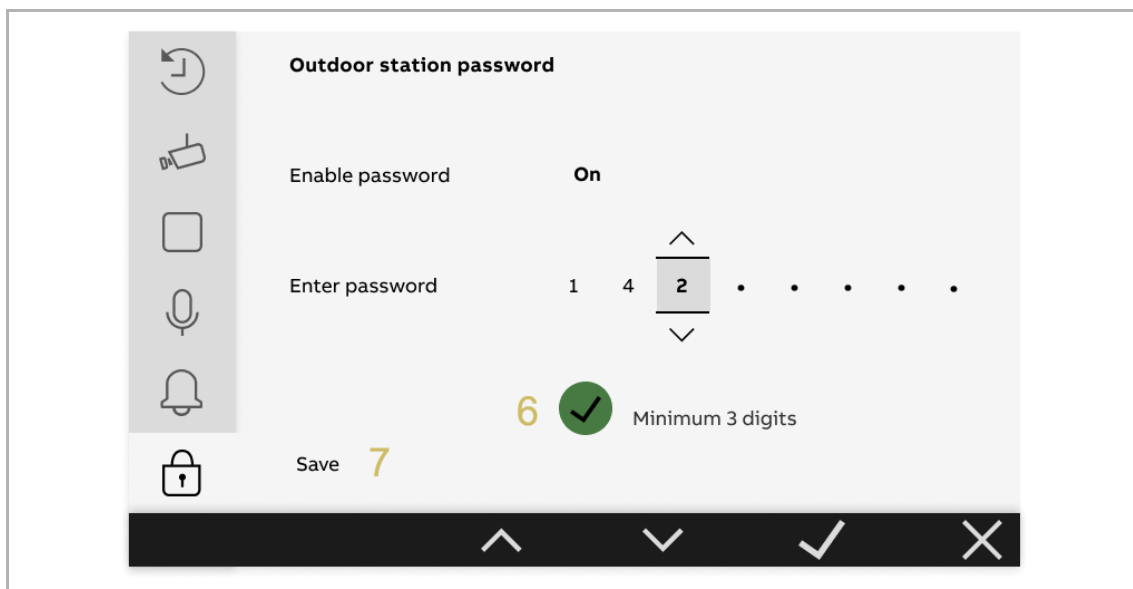 Outdoor station password
Enable password On
Enter password 1 4 2 • • • • •
6 Minimum 3 digits
Save 7